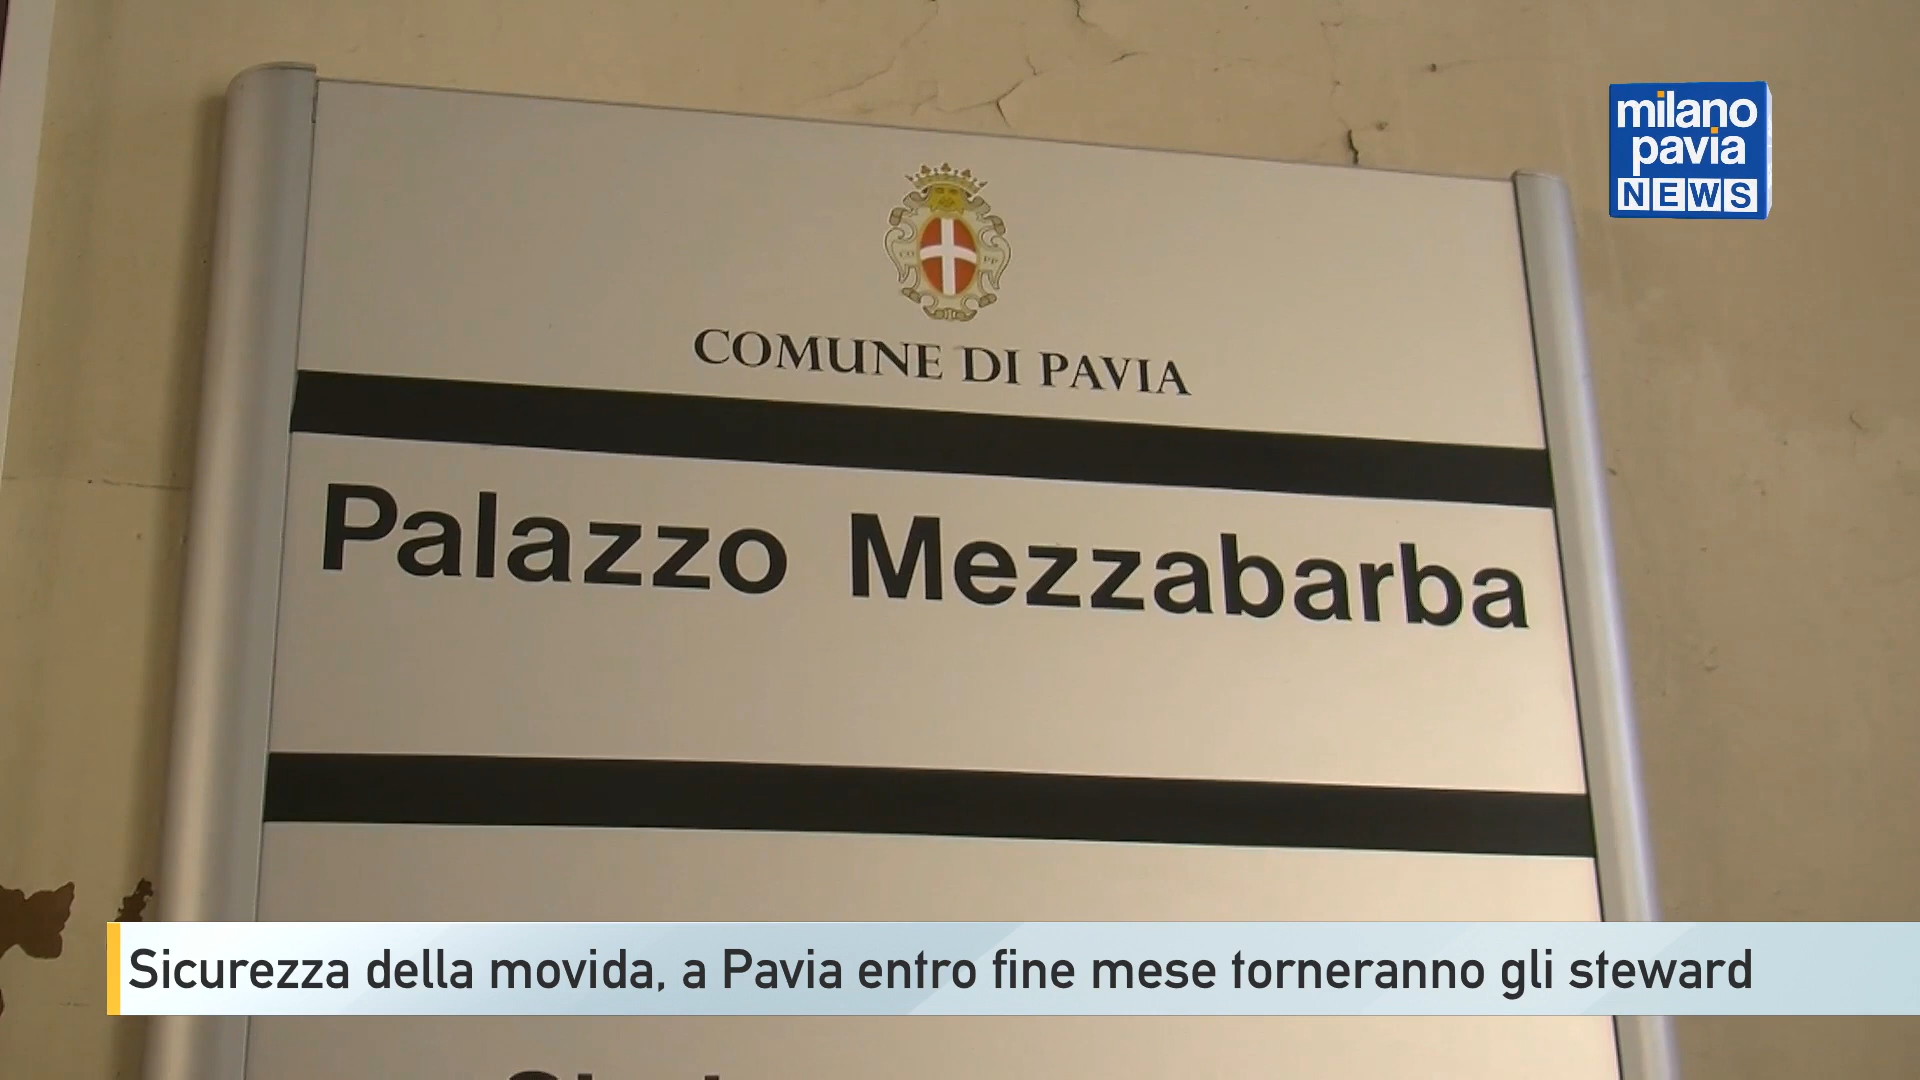 milano
pavia
NEWS
COMUNE DI PAVIA
Palazzo Mezzabarba
Sicurezza della movida, a Pavia entro fine mese torneranno gli steward